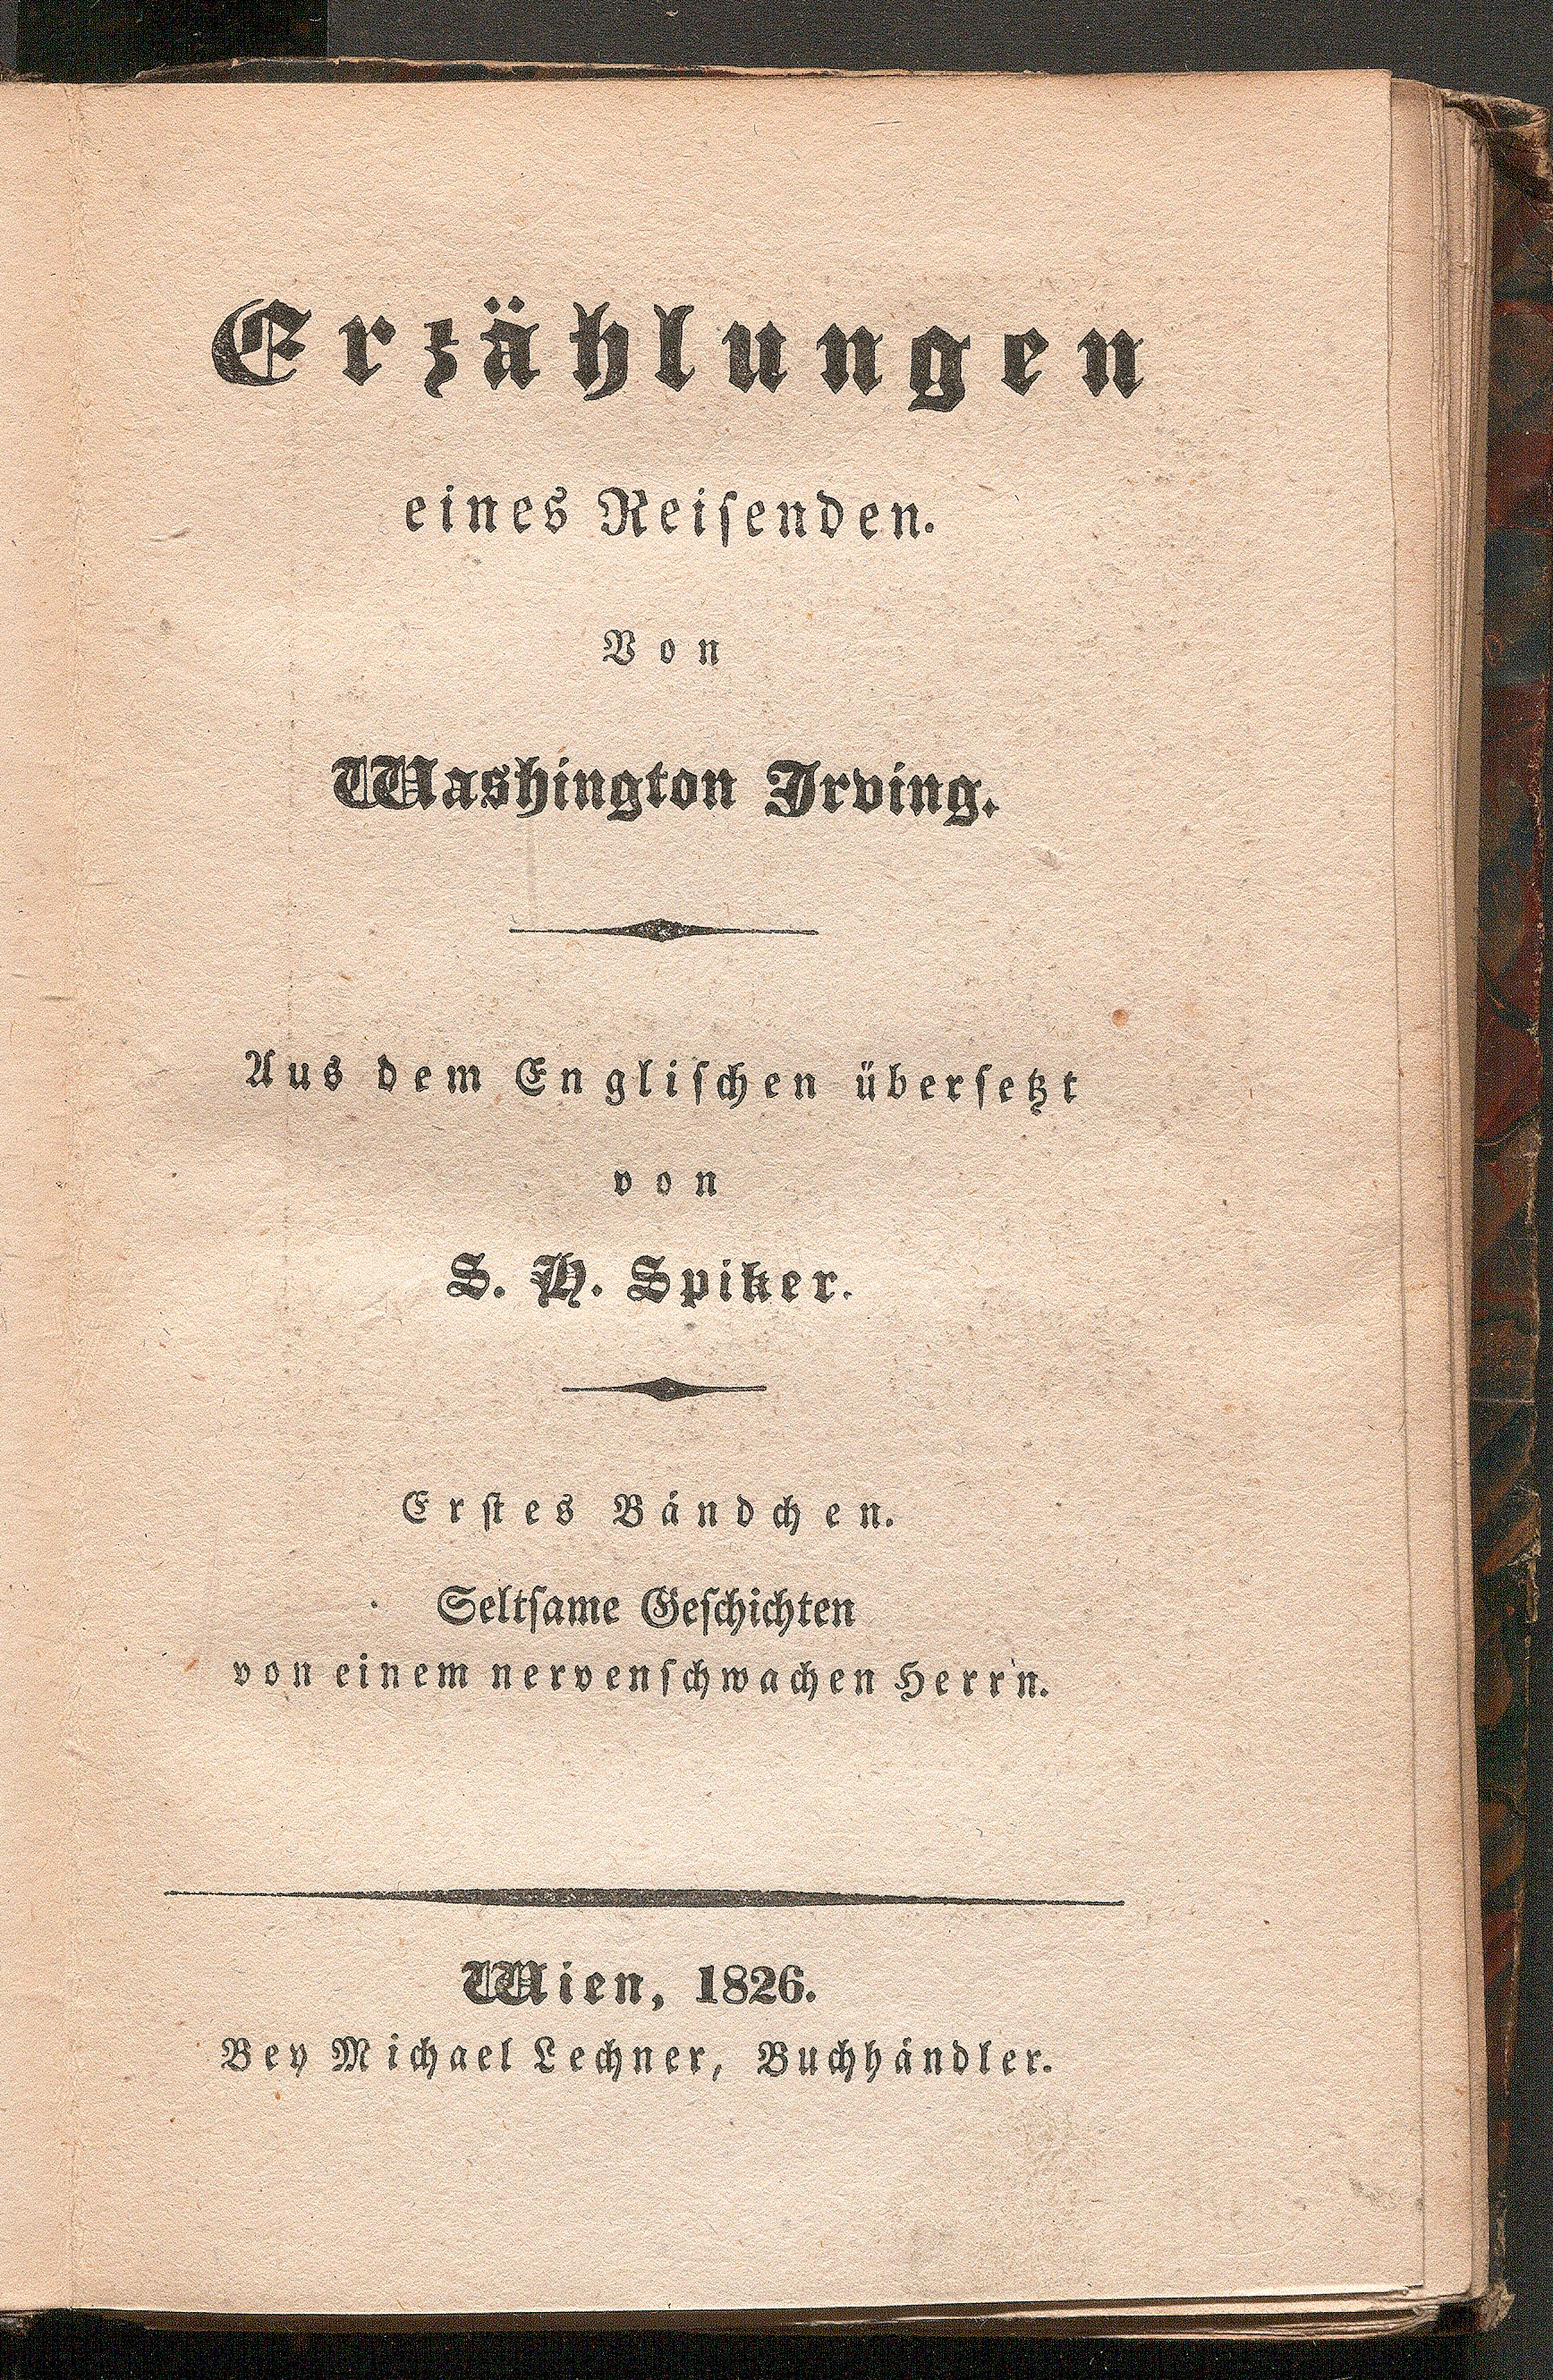 Erzählungen
eines Reisenden.
Von
Washington Irving.
Aus dem Englischen übersetzt
von
S. H. Spiker.
Erstes Bändchen.
Seltsame Geschichten
von einem nervenschwachen Herrn.
Wien, 1826.
Bey Michael Lechner, Buchhändler.